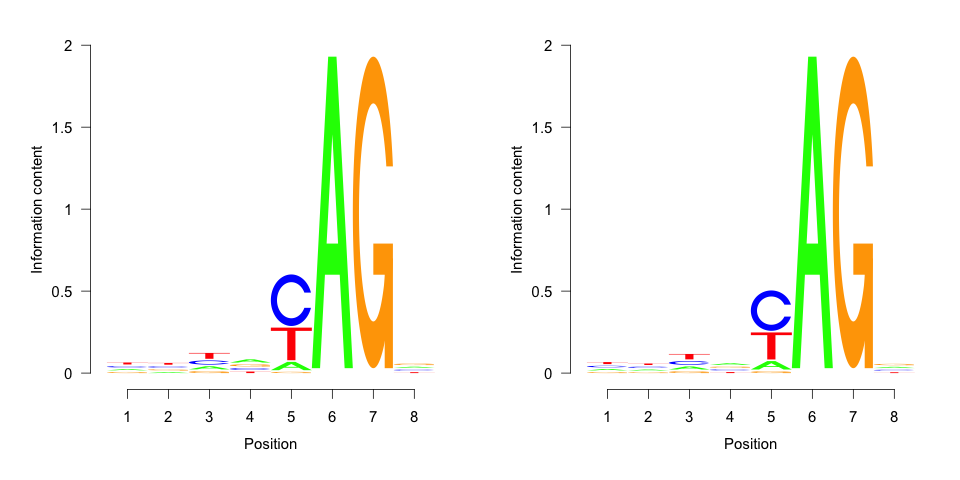 2
1.5
1
0.5
0
Information content
C
T
A
A
G
T
1 2 3 4 5 6 7 8
Position
2
1.5
1
0.5
0
Information content
C
T
A
A
G
T
1 2 3 4 5 6 7 8
Position